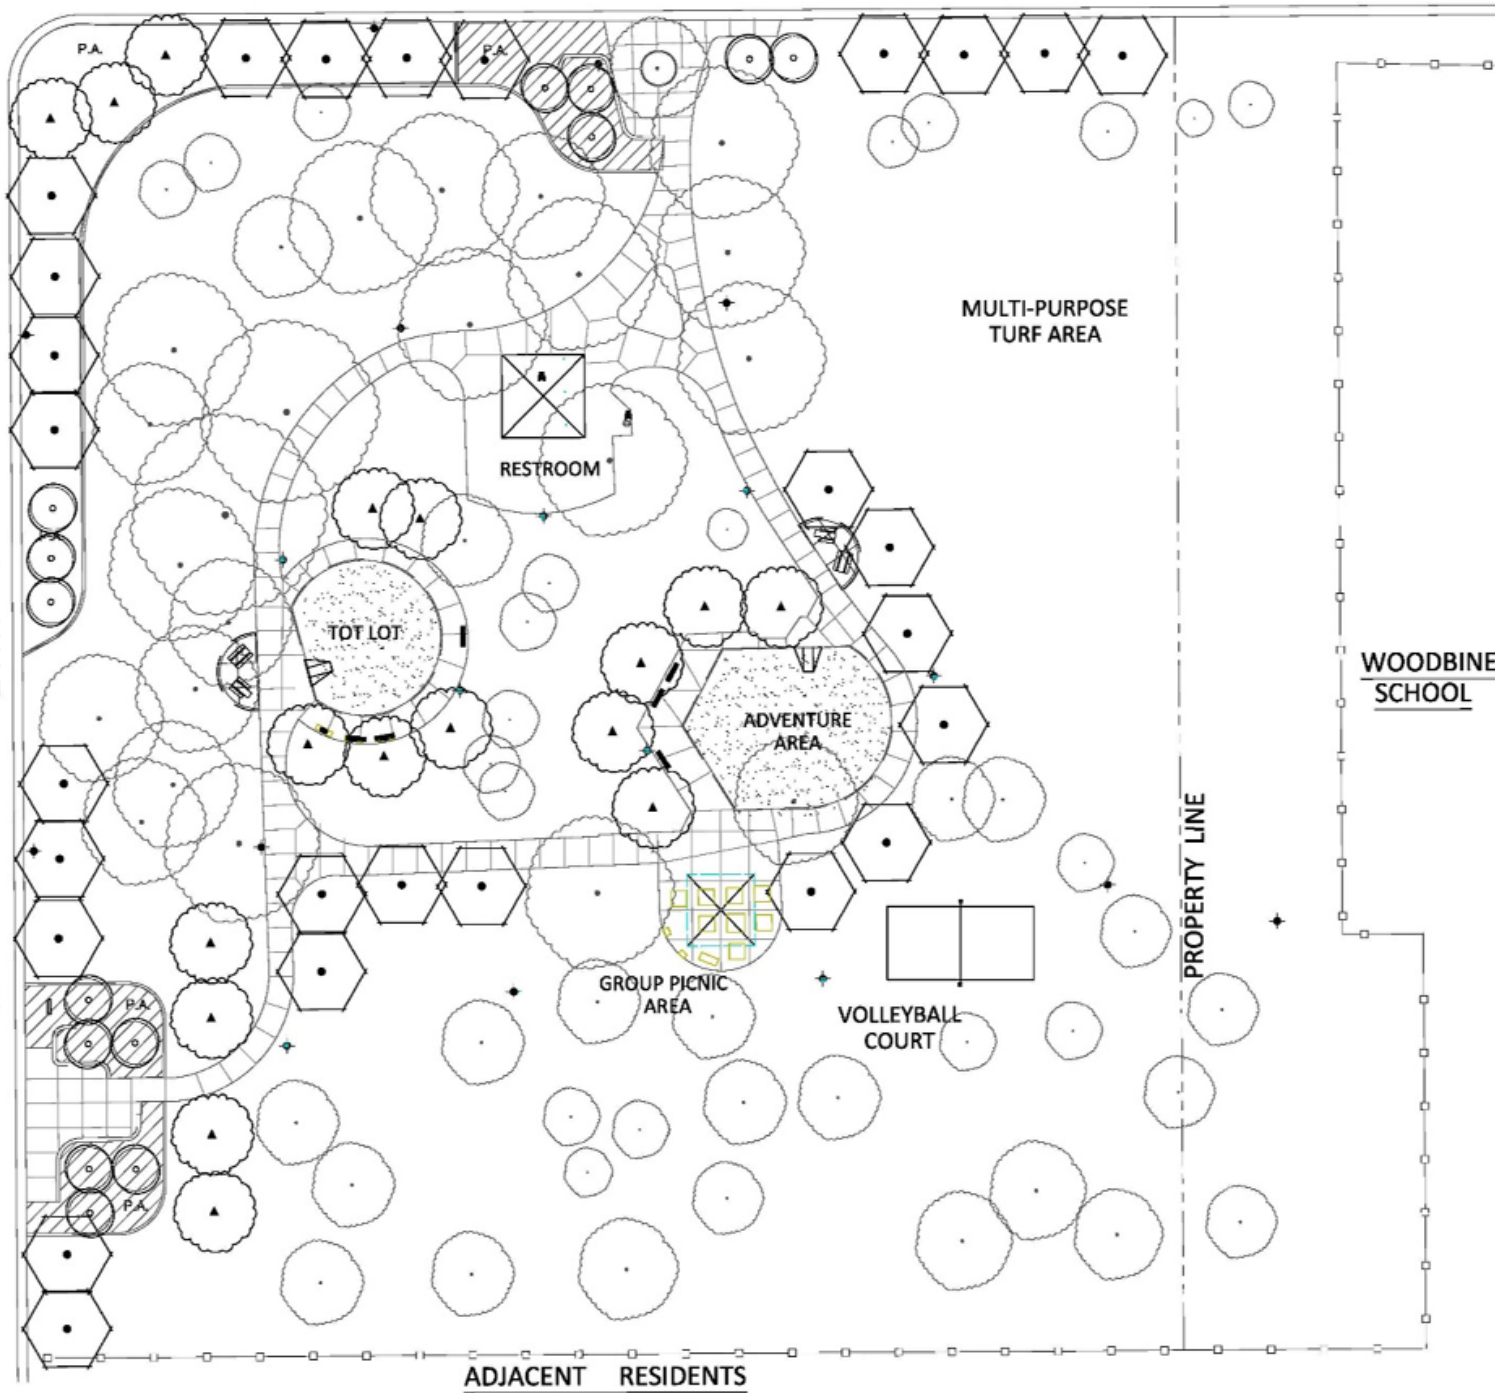 P.A.
P.A.
MULTI-PURPOSE
TURF AREA
RESTROOM
TOT LOT
WOODBINE
SCHOOL
ADVENTURE
AREA
PROPERTY LINE
GROUP PICNIC
AREA
P.A.
VOLLEYBALL
COURT
P.A.
ADJACENT RESIDENTS